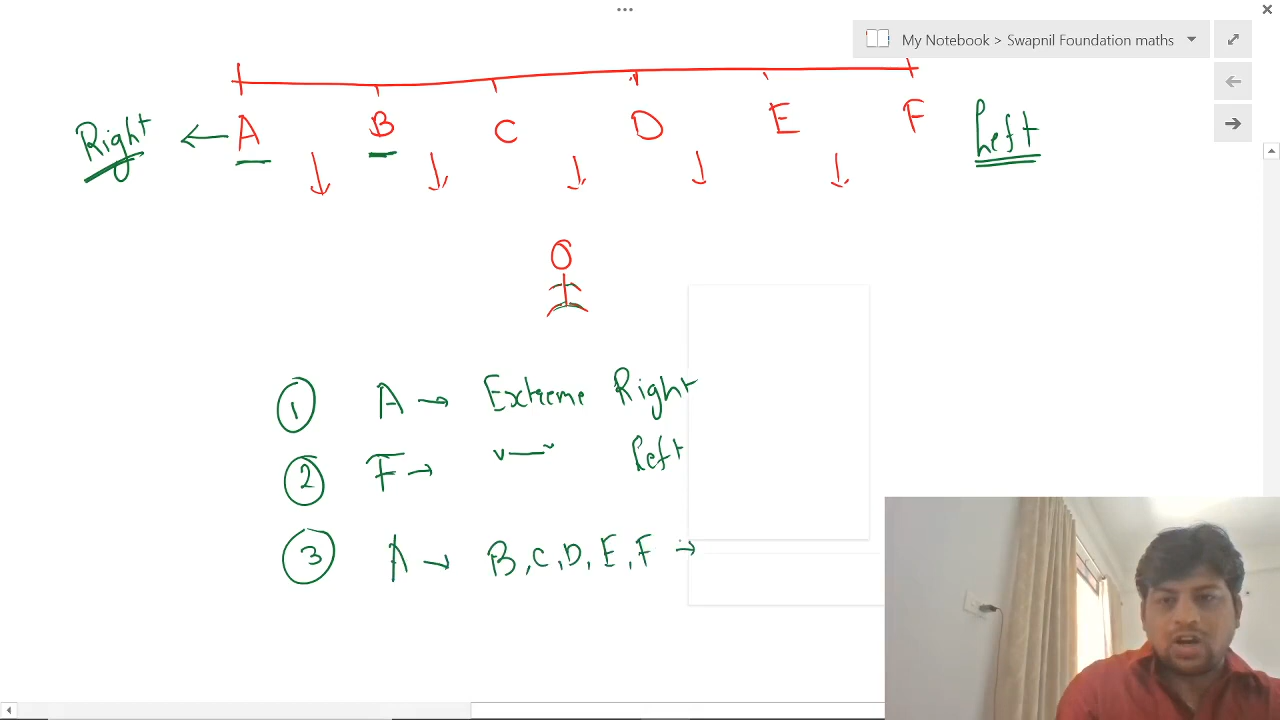 My Notebook > Swapnil Foundation maths
Right ← A B C D E F Left
↓ ↓ ↓ ↓ ↓
① A → Extreme Right
② F → Left
③ A → B, C, D, E, F →